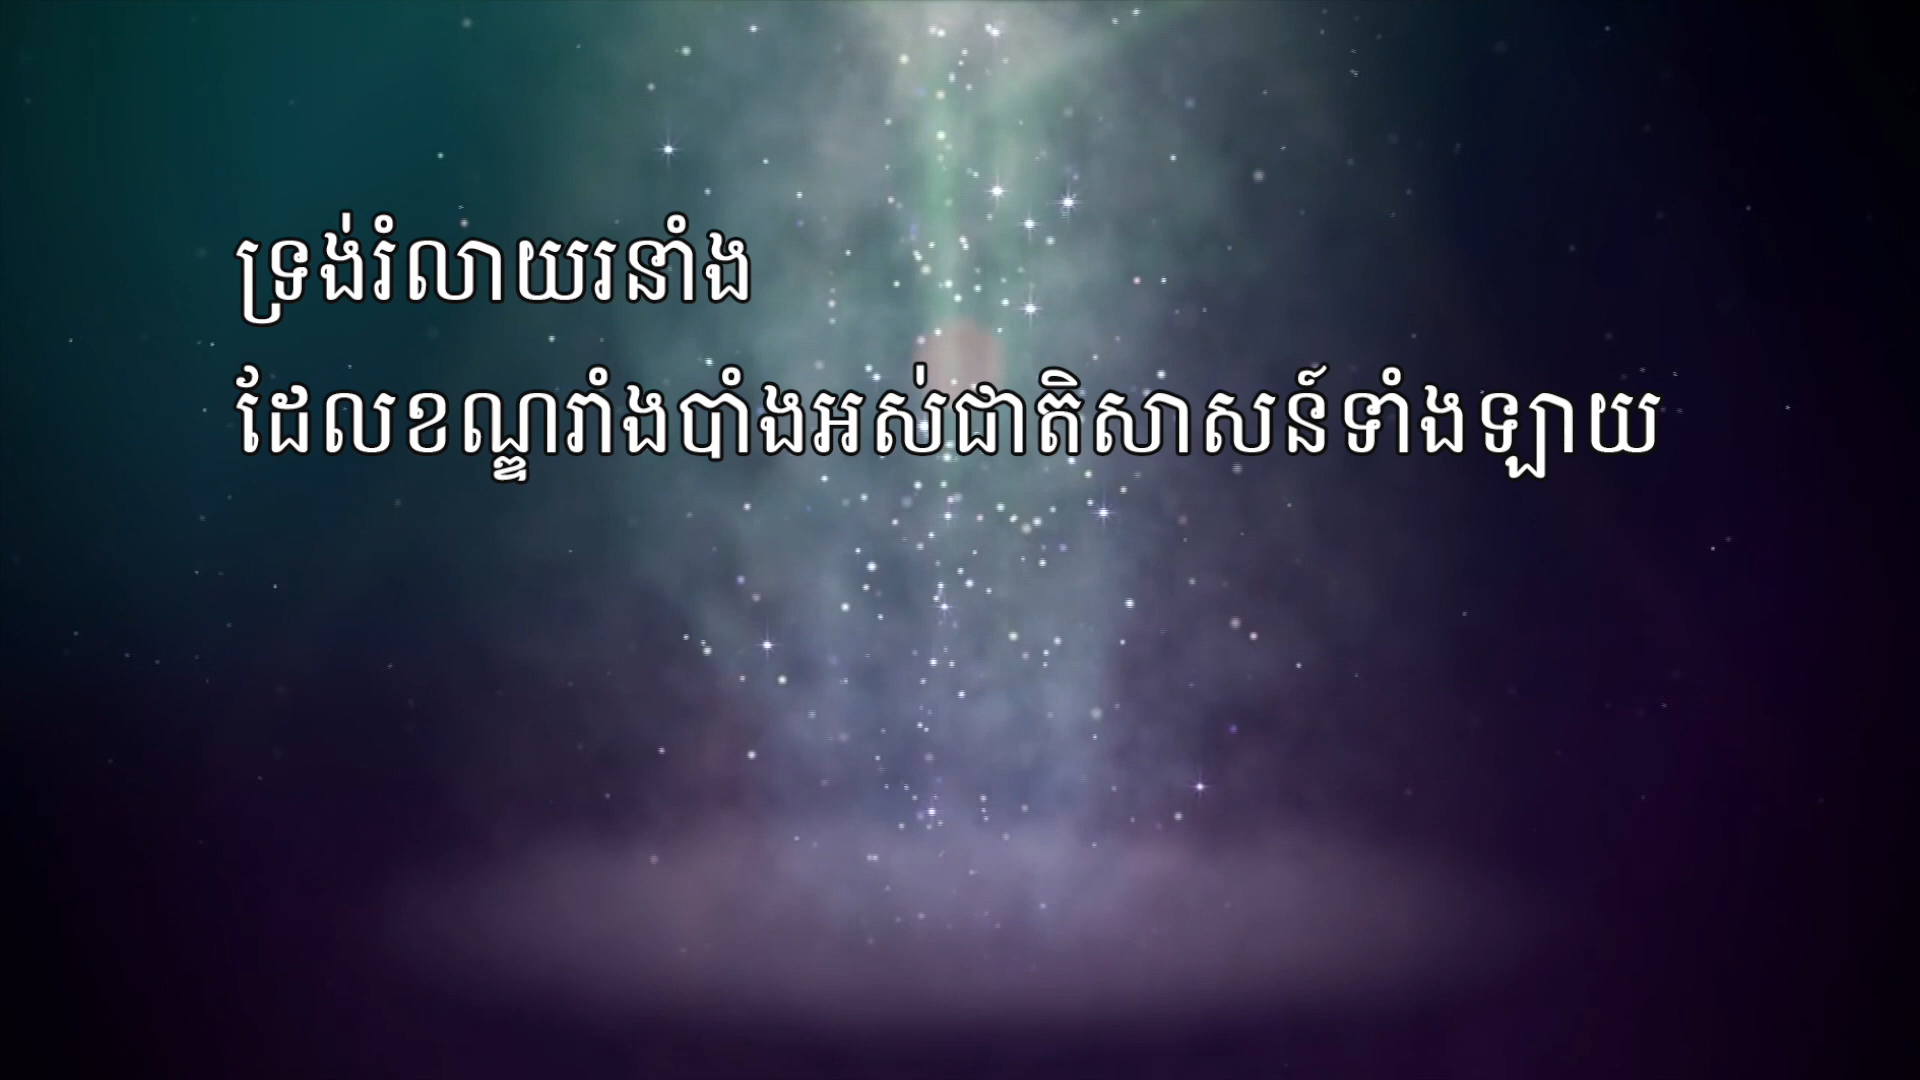 ទ្រង់រំលាយរនាំង
ដែលខណ្ឌរាំងបាំងអស់ជាតិសាសន៍ទាំងឡាយ